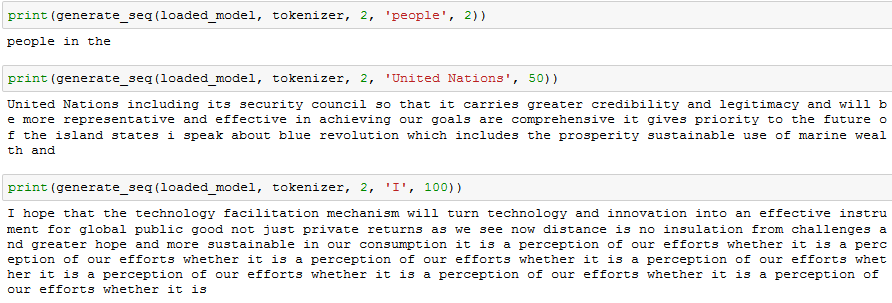 print(generate_seq(loaded_model, tokenizer, 2, 'people', 2))
people in the
print(generate_seq(loaded_model, tokenizer, 2, 'United Nations', 50))
United Nations including its security council so that it carries greater credibility and legitimacy and will b
e more representative and effective in achieving our goals are comprehensive it gives priority to the future o
f the island states i speak about blue revolution which includes the prosperity sustainable use of marine weal
th and
print(generate_seq(loaded_model, tokenizer, 2, 'I', 100))
I hope that the technology facilitation mechanism will turn technology and innovation into an effective instru
ment for global public good not just private returns as we see now distance is no insulation from challenges a
nd greater hope and more sustainable in our consumption it is a perception of our efforts whether it is a perc
eption of our efforts whether it is a perception of our efforts whether it is a perception of our efforts whet
her it is a perception of our efforts whether it is a perception of our efforts whether it is a perception of
our efforts whether it is